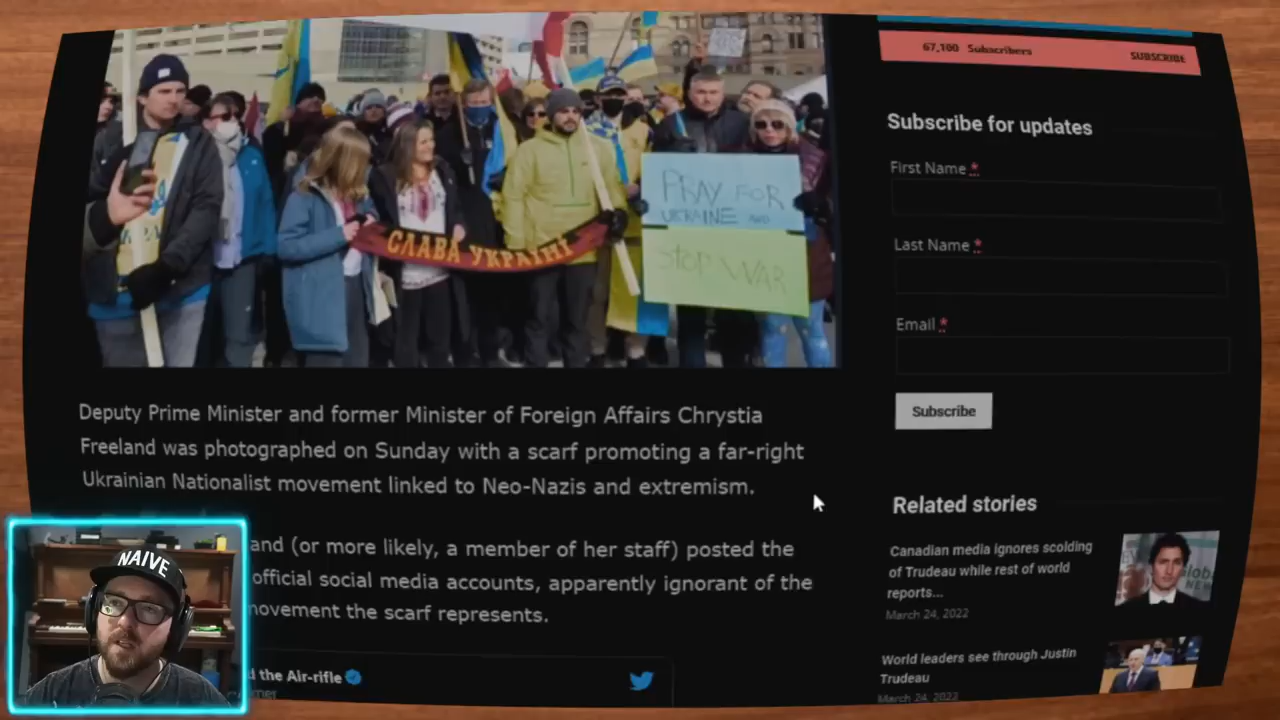 67,100 Subscribers SUBSCRIBE
СЛАВА УКРАЇНІ
PRAY FOR
UKRAINE AND
STOP WAR
Subscribe for updates
First Name *
Last Name *
Email *
Subscribe
Deputy Prime Minister and former Minister of Foreign Affairs Chrystia
Freeland was photographed on Sunday with a scarf promoting a far-right
Ukrainian Nationalist movement linked to Neo-Nazis and extremism.
and (or more likely, a member of her staff) posted the
official social media accounts, apparently ignorant of the
movement the scarf represents.
d the Air-rifle
NAIVE
Related stories
Canadian media ignores scolding
of Trudeau while rest of world
reports...
March 24, 2022
World leaders see through Justin
Trudeau
March 24, 2022